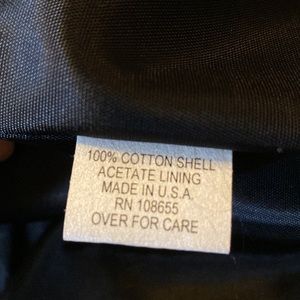 100% COTTON SHELL
ACETATE LINING
MADE IN U.S.A.
RN 108655
OVER FOR CARE